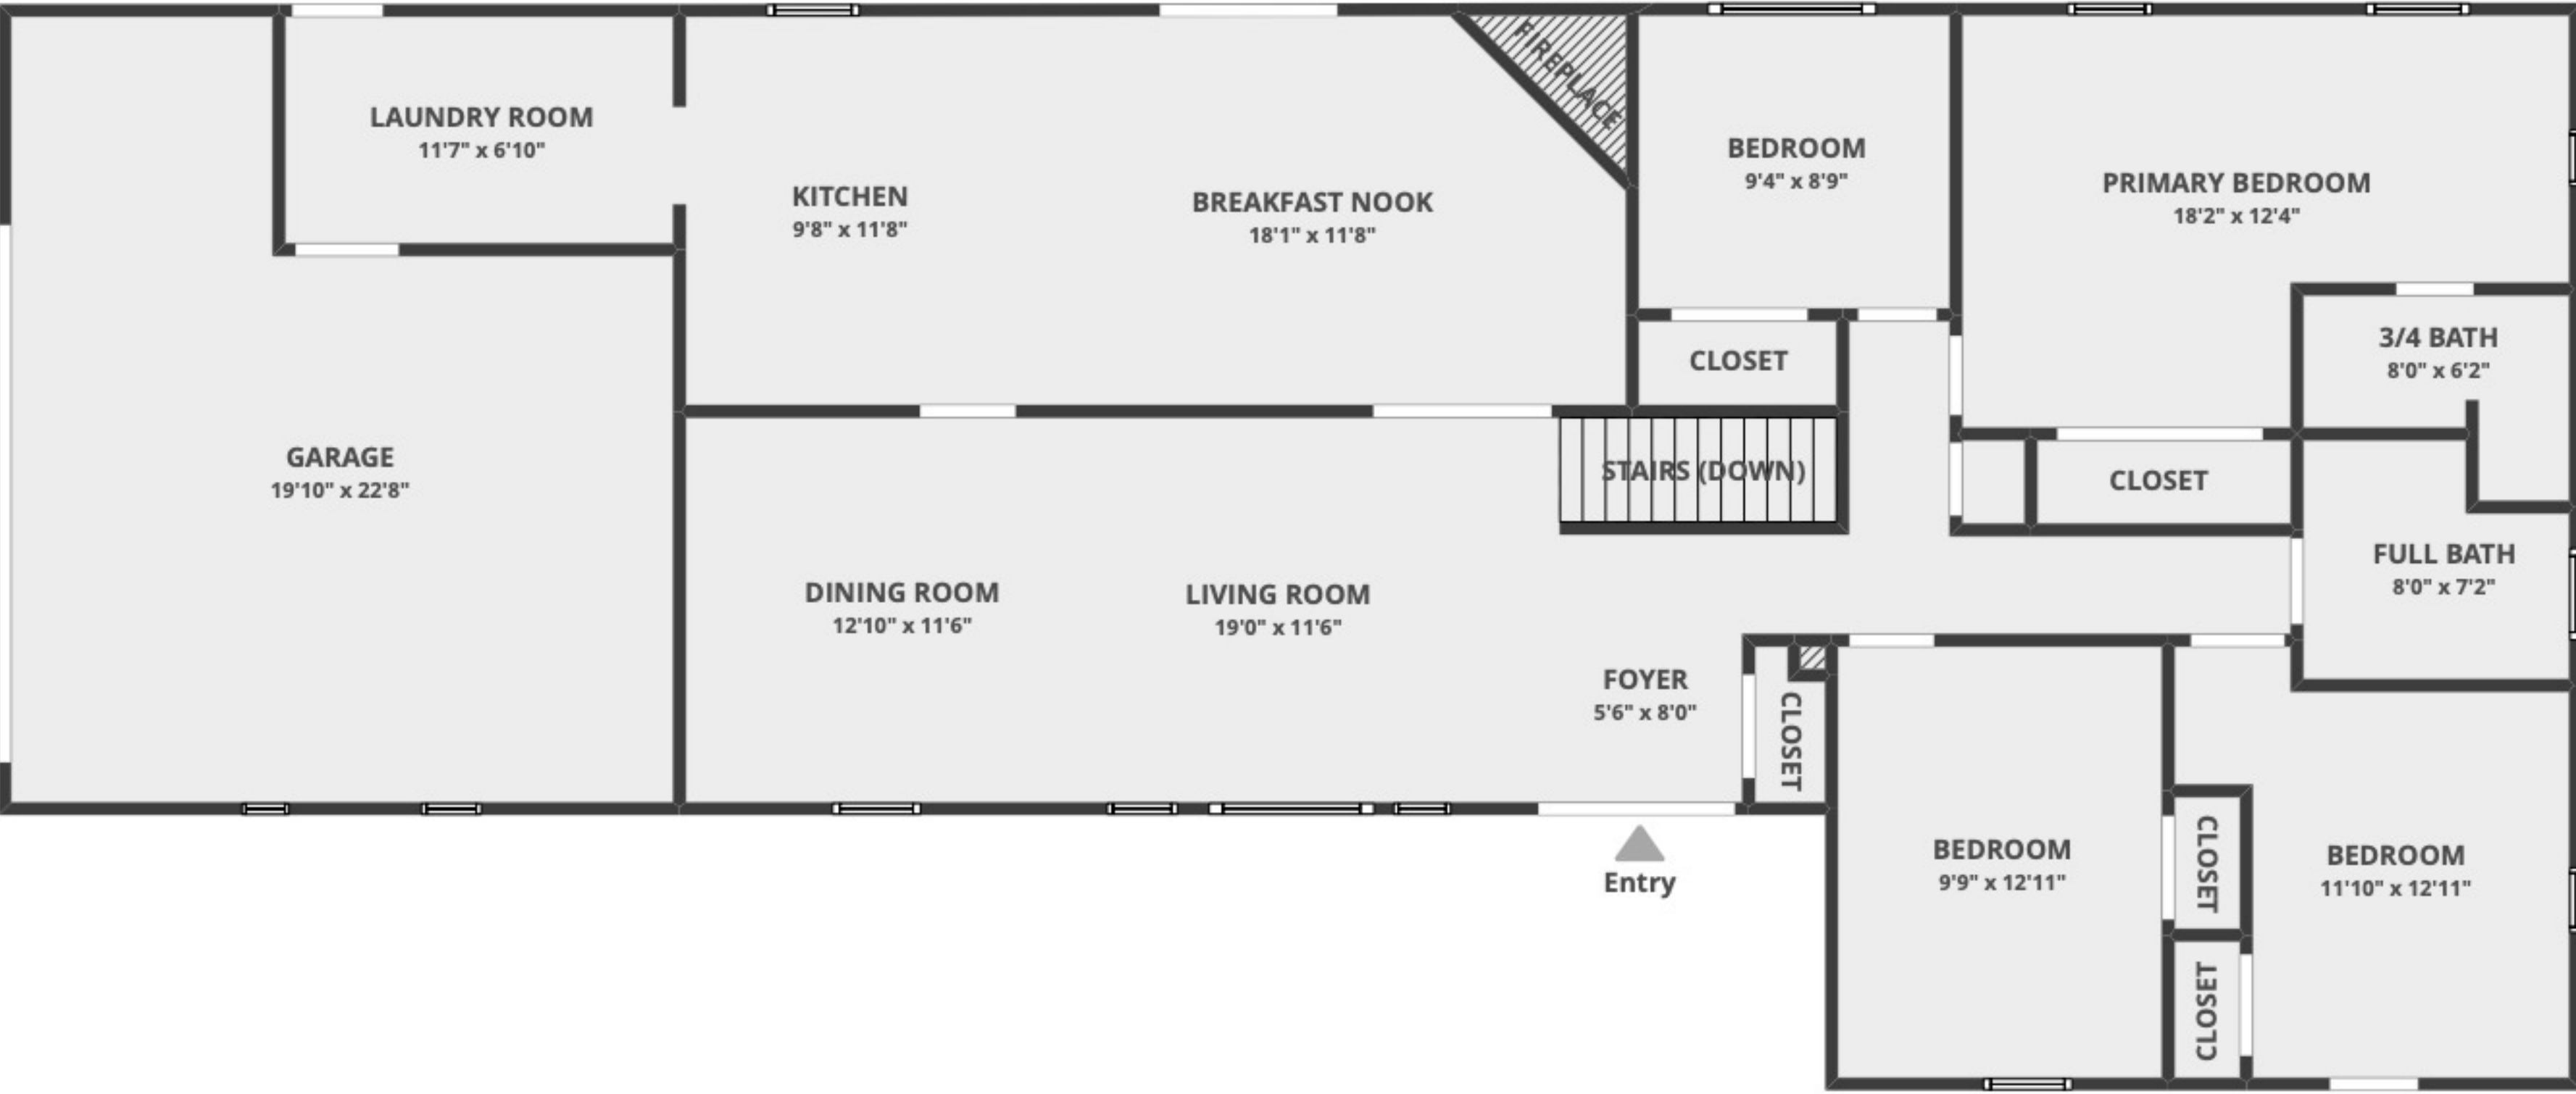 LAUNDRY ROOM
11'7" x 6'10"
KITCHEN
9'8" x 11'8"
BREAKFAST NOOK
18'1" x 11'8"
FIREPLACE
BEDROOM
9'4" x 8'9"
PRIMARY BEDROOM
18'2" x 12'4"
CLOSET
3/4 BATH
8'0" x 6'2"
GARAGE
19'10" x 22'8"
STAIRS (DOWN)
CLOSET
DINING ROOM
12'10" x 11'6"
LIVING ROOM
19'0" x 11'6"
FULL BATH
8'0" x 7'2"
FOYER
5'6" x 8'0"
CLOSET
Entry
BEDROOM
9'9" x 12'11"
CLOSET
BEDROOM
11'10" x 12'11"
CLOSET